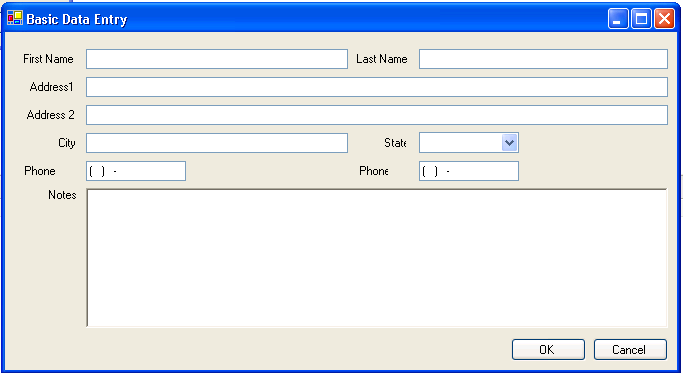 Basic Data Entry
First Name Last Name
Address1
Address 2
City State
Phone ( ) - Phone ( ) -
Notes
OK Cancel